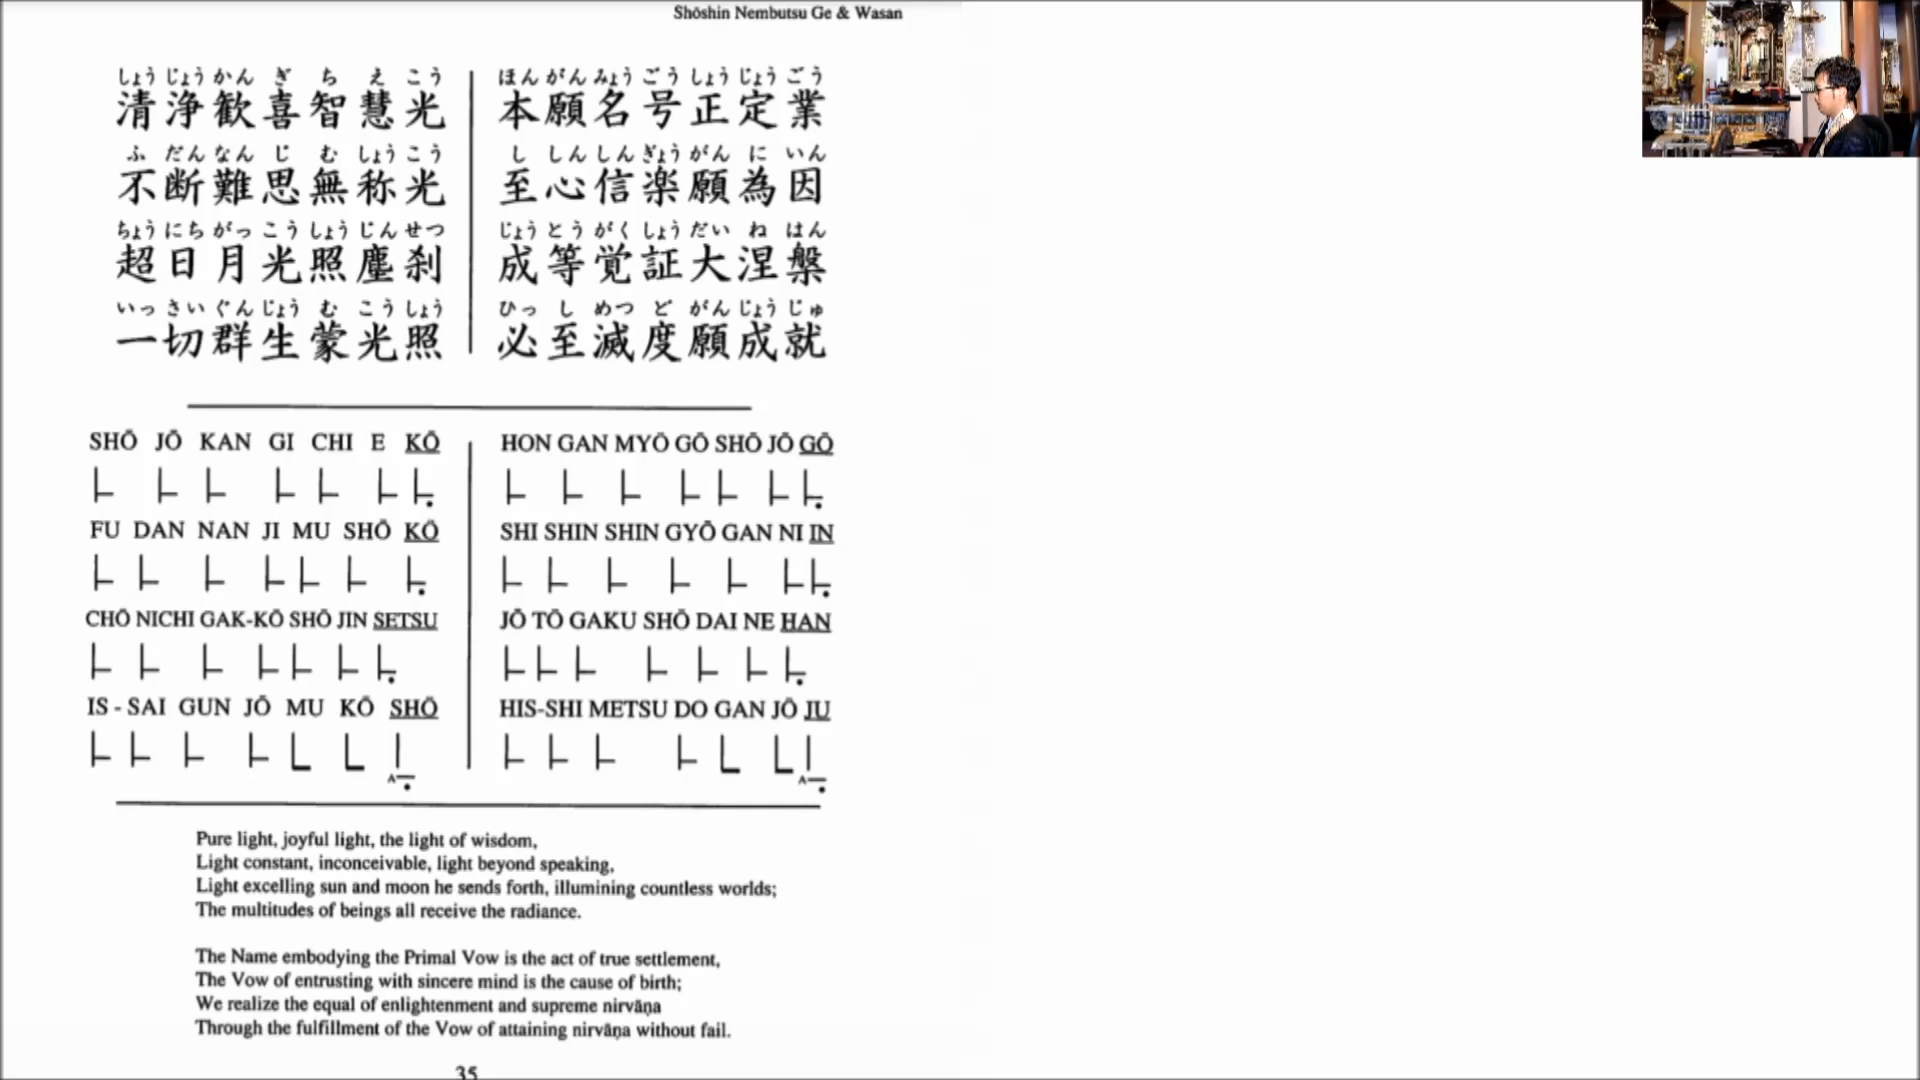 Shōshin Nembutsu Ge & Wasan
しょう じょう かん ぎ ち え こう
清浄歓喜智慧光
ふ だん なん じ む しょう こう
不断難思無称光
ちょう にち がっ こう しょう じん せつ
超日月光照塵刹
いっ さい ぐん じょう む こう しょう
一切群生蒙光照
ほん がん みょう ごう しょう じょう ごう
本願名号正定業
し しん しん ぎょう がん に いん
至心信楽願為因
じょう とう がく しょう だい ね はん
成等覚証大涅槃
ひっ し めつ ど がん じょう じゅ
必至滅度願成就
SHŌ JŌ KAN GI CHI E KŌ
FU DAN NAN JI MU SHŌ KŌ
CHŌ NICHI GAK-KŌ SHŌ JIN SETSU
IS - SAI GUN JŌ MU KŌ SHŌ
A
HON GAN MYŌ GŌ SHŌ JŌ GŌ
SHI SHIN SHIN GYŌ GAN NI IN
JŌ TŌ GAKU SHŌ DAI NE HAN
HIS-SHI METSU DO GAN JŌ JU
A
Pure light, joyful light, the light of wisdom,
Light constant, inconceivable, light beyond speaking,
Light excelling sun and moon he sends forth, illumining countless worlds;
The multitudes of beings all receive the radiance.
The Name embodying the Primal Vow is the act of true settlement,
The Vow of entrusting with sincere mind is the cause of birth;
We realize the equal of enlightenment and supreme nirvāṇa
Through the fulfillment of the Vow of attaining nirvāṇa without fail.
35